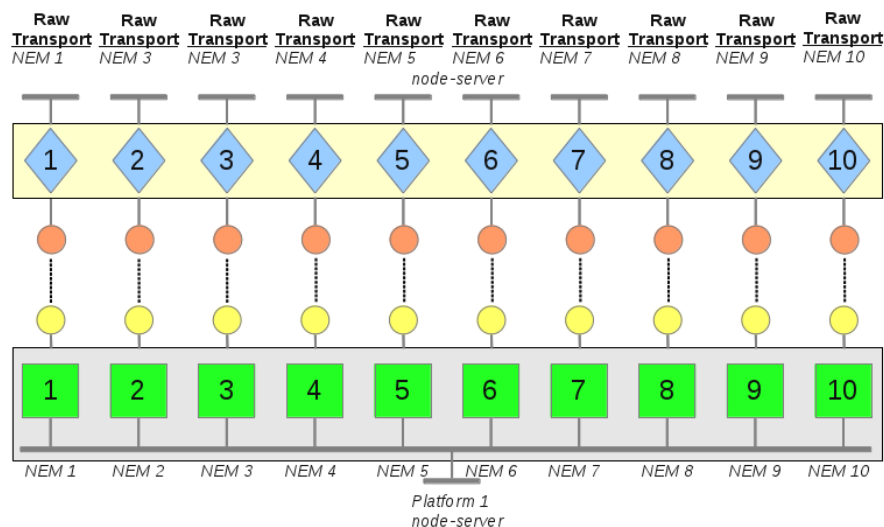 Raw Raw Raw Raw Raw Raw Raw Raw Raw Raw
Transport Transport Transport Transport Transport Transport Transport Transport Transport Transport
NEM 1 NEM 3 NEM 3 NEM 4 NEM 5 NEM 6 NEM 7 NEM 8 NEM 9 NEM 10
node-server
1 2 3 4 5 6 7 8 9 10
1 2 3 4 5 6 7 8 9 10
NEM 1 NEM 2 NEM 3 NEM 4 NEM 5 NEM 6 NEM 7 NEM 8 NEM 9 NEM 10
Platform 1
node-server